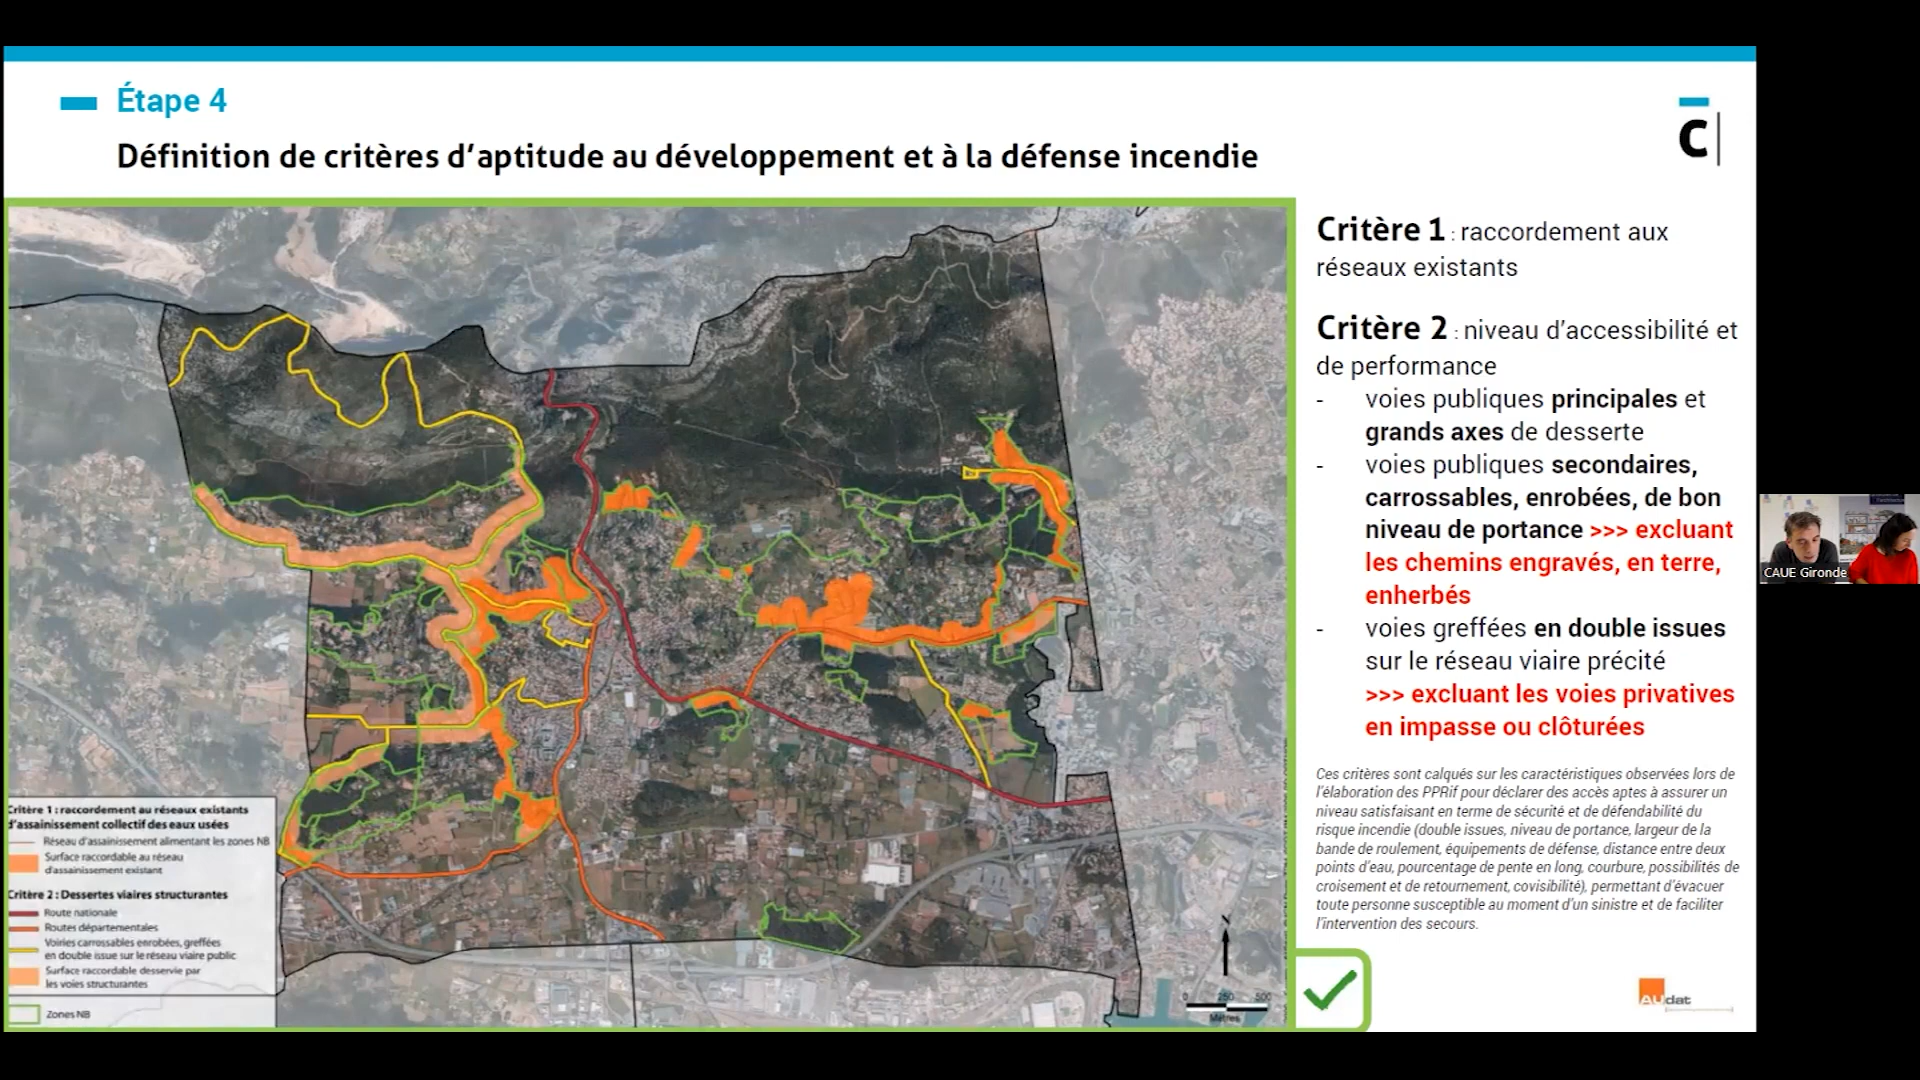 Étape 4
Définition de critères d'aptitude au développement et à la défense incendie
C
Critère 1 : raccordement aux
réseaux existants
Critère 2 : niveau d'accessibilité et
de performance
- voies publiques principales et
grands axes de desserte
- voies publiques secondaires,
carrossables, enrobées, de bon
niveau de portance >>> excluant
les chemins engravés, en terre,
enherbés
- voies greffées en double issues
sur le réseau viaire précité
>>> excluant les voies privatives
en impasse ou clôturées
Ces critères sont calqués sur les caractéristiques observées lors de
l'élaboration des PPRif pour déclarer des accès aptes à assurer un
niveau satisfaisant en terme de sécurité et de défendabilité du
risque incendie (double issues, niveau de portance, largeur de la
bande de roulement, équipements de défense, distance entre deux
points d'eau, pourcentage de pente en long, courbure, possibilités de
croisement et de retournement, covisibilité), permettant d'évacuer
toute personne susceptible au moment d'un sinistre et de faciliter
l'intervention des secours.
Critère 1 : raccordement au réseaux existants
d'assainissement collectif des eaux usées
Réseau d'assainissement alimentant les zones NB
Surface raccordable au réseau
d'assainissement existant
Critère 2 : Dessertes viaires structurantes
Route nationale
Routes départementales
Voiries carrossables enrobées, greffées
en double issue sur le réseau viaire public
Surface raccordable desservie par
les voies structurantes
Zones NB
N
0 250 500
Mètres
AUdat
CAUE Gironde